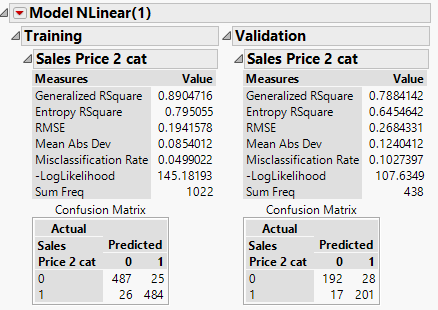 Model NLinear(1)
Training
Sales Price 2 cat
Measures Value
Generalized RSquare 0.8904716
Entropy RSquare 0.795055
RMSE 0.1941578
Mean Abs Dev 0.0854012
Misclassification Rate 0.0499022
-LogLikelihood 145.18193
Sum Freq 1022
Confusion Matrix
Actual
Sales Predicted
Price 2 cat 0 1
0 487 25
1 26 484
Validation
Sales Price 2 cat
Measures Value
Generalized RSquare 0.7884142
Entropy RSquare 0.6454642
RMSE 0.2684331
Mean Abs Dev 0.1240412
Misclassification Rate 0.1027397
-LogLikelihood 107.6349
Sum Freq 438
Confusion Matrix
Actual
Sales Predicted
Price 2 cat 0 1
0 192 28
1 17 201